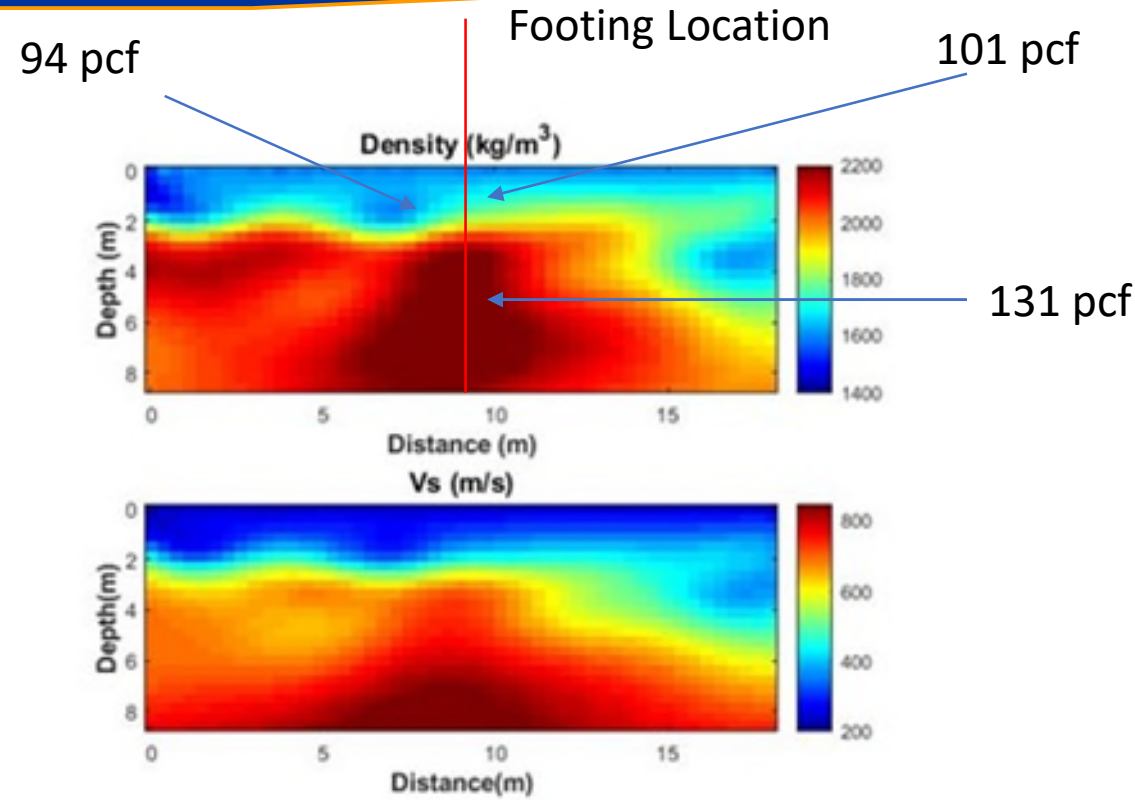 Footing Location
94 pcf
101 pcf
Density (kg/m³)
0
2
4
6
8
Depth (m)
2200
2000
1800
1600
1400
131 pcf
0
5
10
15
Distance (m)
Vs (m/s)
0
2
4
6
8
Depth(m)
800
600
400
200
0
5
10
15
Distance(m)